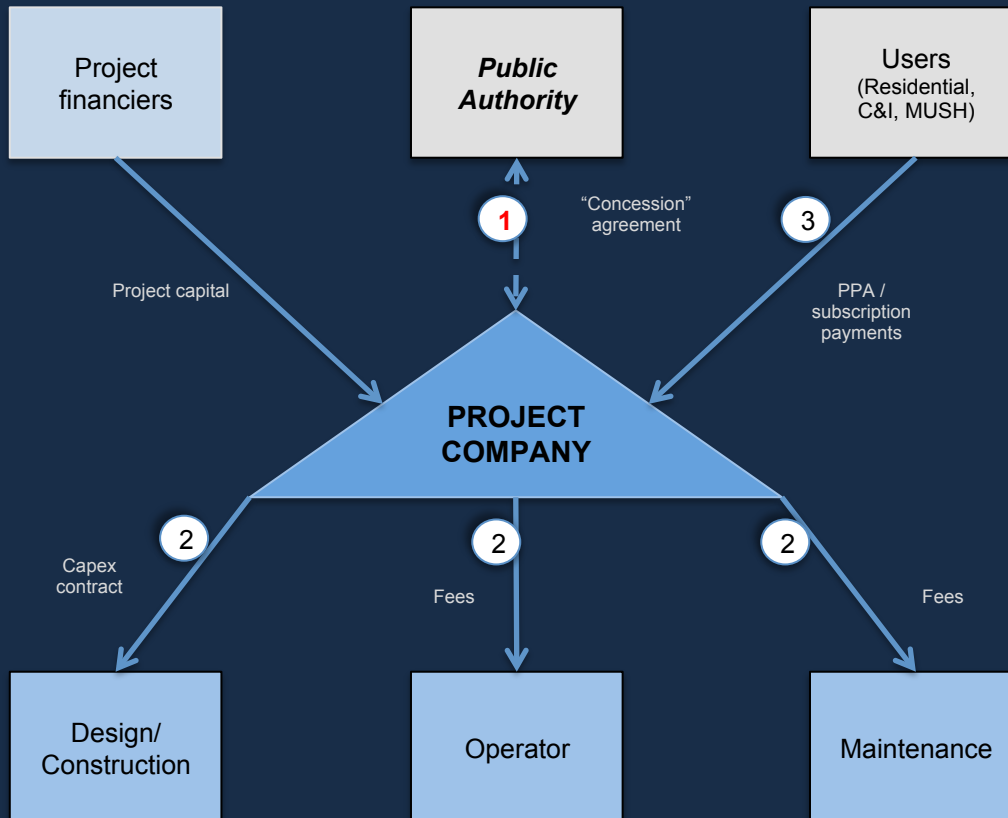 Project
financiers
Public
Authority
Users
(Residential,
C&I, MUSH)
1
“Concession”
agreement
3
Project capital
PPA /
subscription
payments
PROJECT
COMPANY
2
2
2
Capex
contract
Fees
Fees
Design/
Construction
Operator
Maintenance